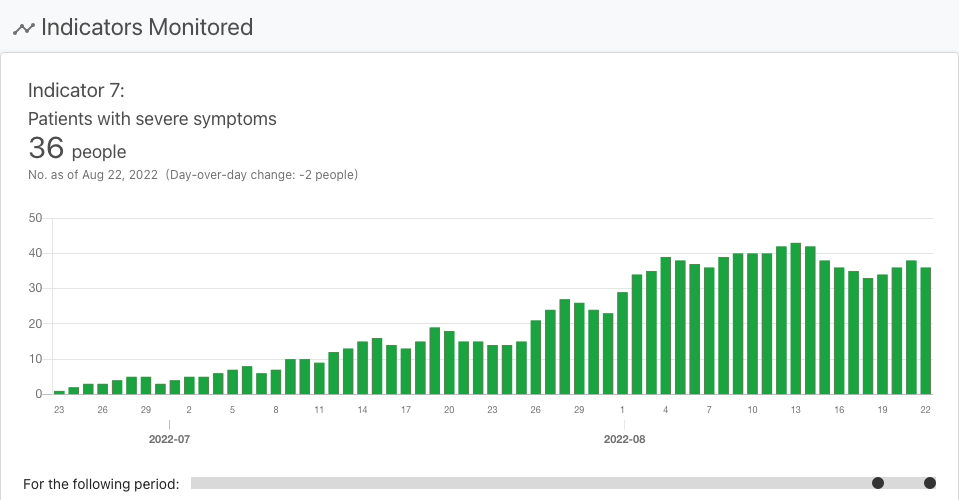 Indicators Monitored
Indicator 7:
Patients with severe symptoms
36 people
No. as of Aug 22, 2022 (Day-over-day change: -2 people)
50
40
30
20
10
0
23 26 29 2 5 8 11 14 17 20 23 26 29 1 4 7 10 13 16 19 22
2022-07 2022-08
For the following period: